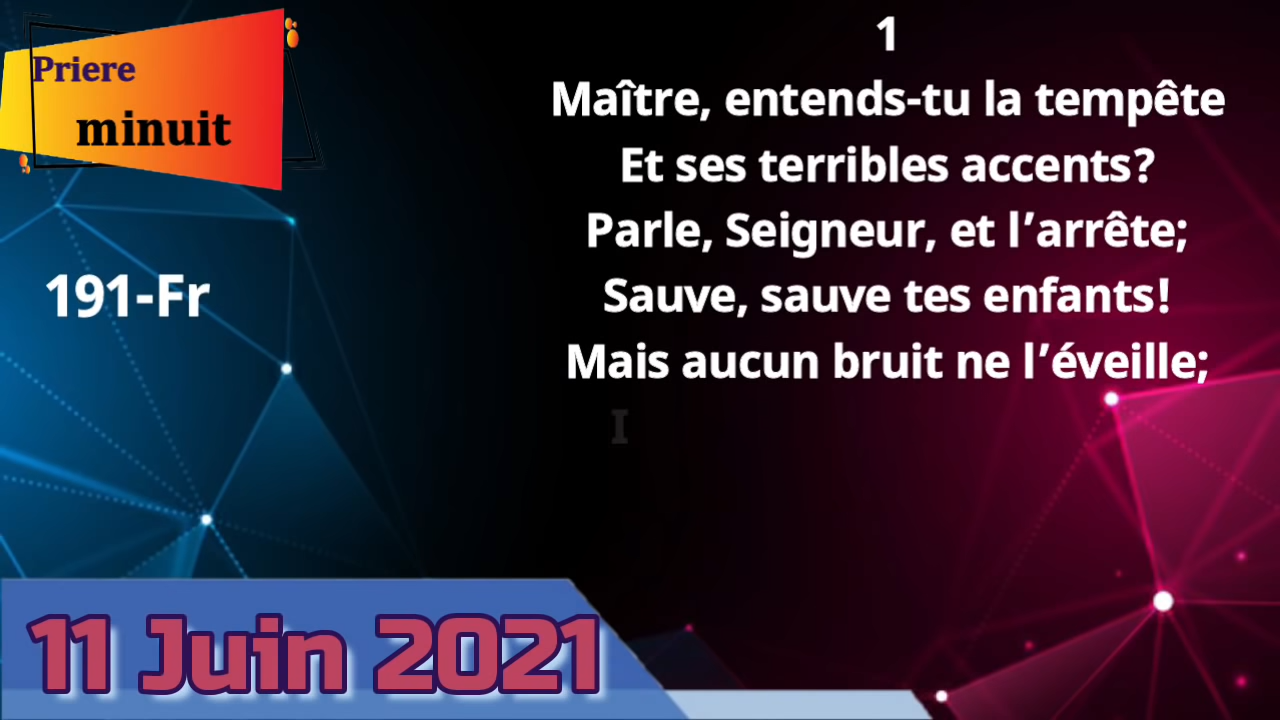 Priere
minuit
191-Fr
1
Maître, entends-tu la tempête
Et ses terribles accents?
Parle, Seigneur, et l’arrête;
Sauve, sauve tes enfants!
Mais aucun bruit ne l’éveille;
I
11 Juin 2021